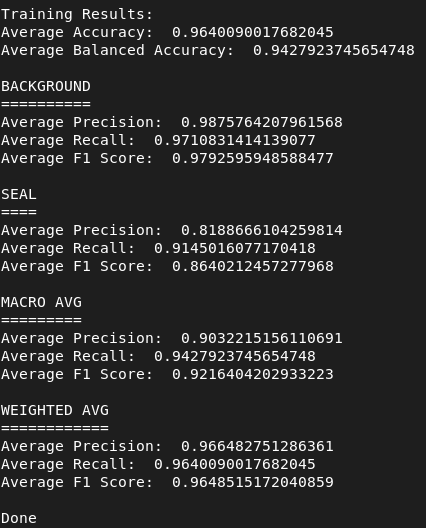 Training Results:
Average Accuracy:  0.9640090017682045
Average Balanced Accuracy:  0.9427923745654748

BACKGROUND
==========
Average Precision:  0.9875764207961568
Average Recall:  0.9710831414139077
Average F1 Score:  0.9792595948588477

SEAL
====
Average Precision:  0.8188666104259814
Average Recall:  0.9145016077170418
Average F1 Score:  0.8640212457277968

MACRO AVG
=========
Average Precision:  0.9032215156110691
Average Recall:  0.9427923745654748
Average F1 Score:  0.9216404202933223

WEIGHTED AVG
============
Average Precision:  0.966482751286361
Average Recall:  0.9640090017682045
Average F1 Score:  0.9648515172040859

Done